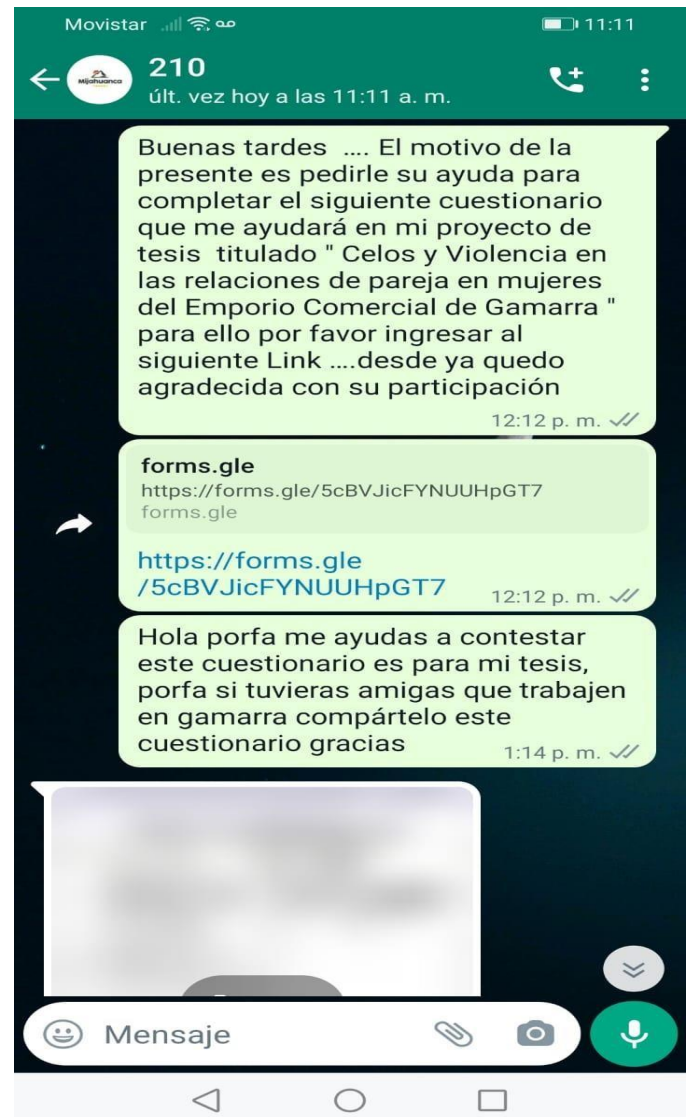 Movistar 11:11
Mijahuanca
210
últ. vez hoy a las 11:11 a. m.
Buenas tardes .... El motivo de la
presente es pedirle su ayuda para
completar el siguiente cuestionario
que me ayudará en mi proyecto de
tesis titulado " Celos y Violencia en
las relaciones de pareja en mujeres
del Emporio Comercial de Gamarra "
para ello por favor ingresar al
siguiente Link ....desde ya quedo
agradecida con su participación
12:12 p. m.
forms.gle
https://forms.gle/5cBVJicFYNUUHpGT7
forms.gle
https://forms.gle
/5cBVJicFYNUUHpGT7 12:12 p. m.
Hola porfa me ayudas a contestar
este cuestionario es para mi tesis,
porfa si tuvieras amigas que trabajen
en gamarra compártelo este
cuestionario gracias 1:14 p. m.
Mensaje